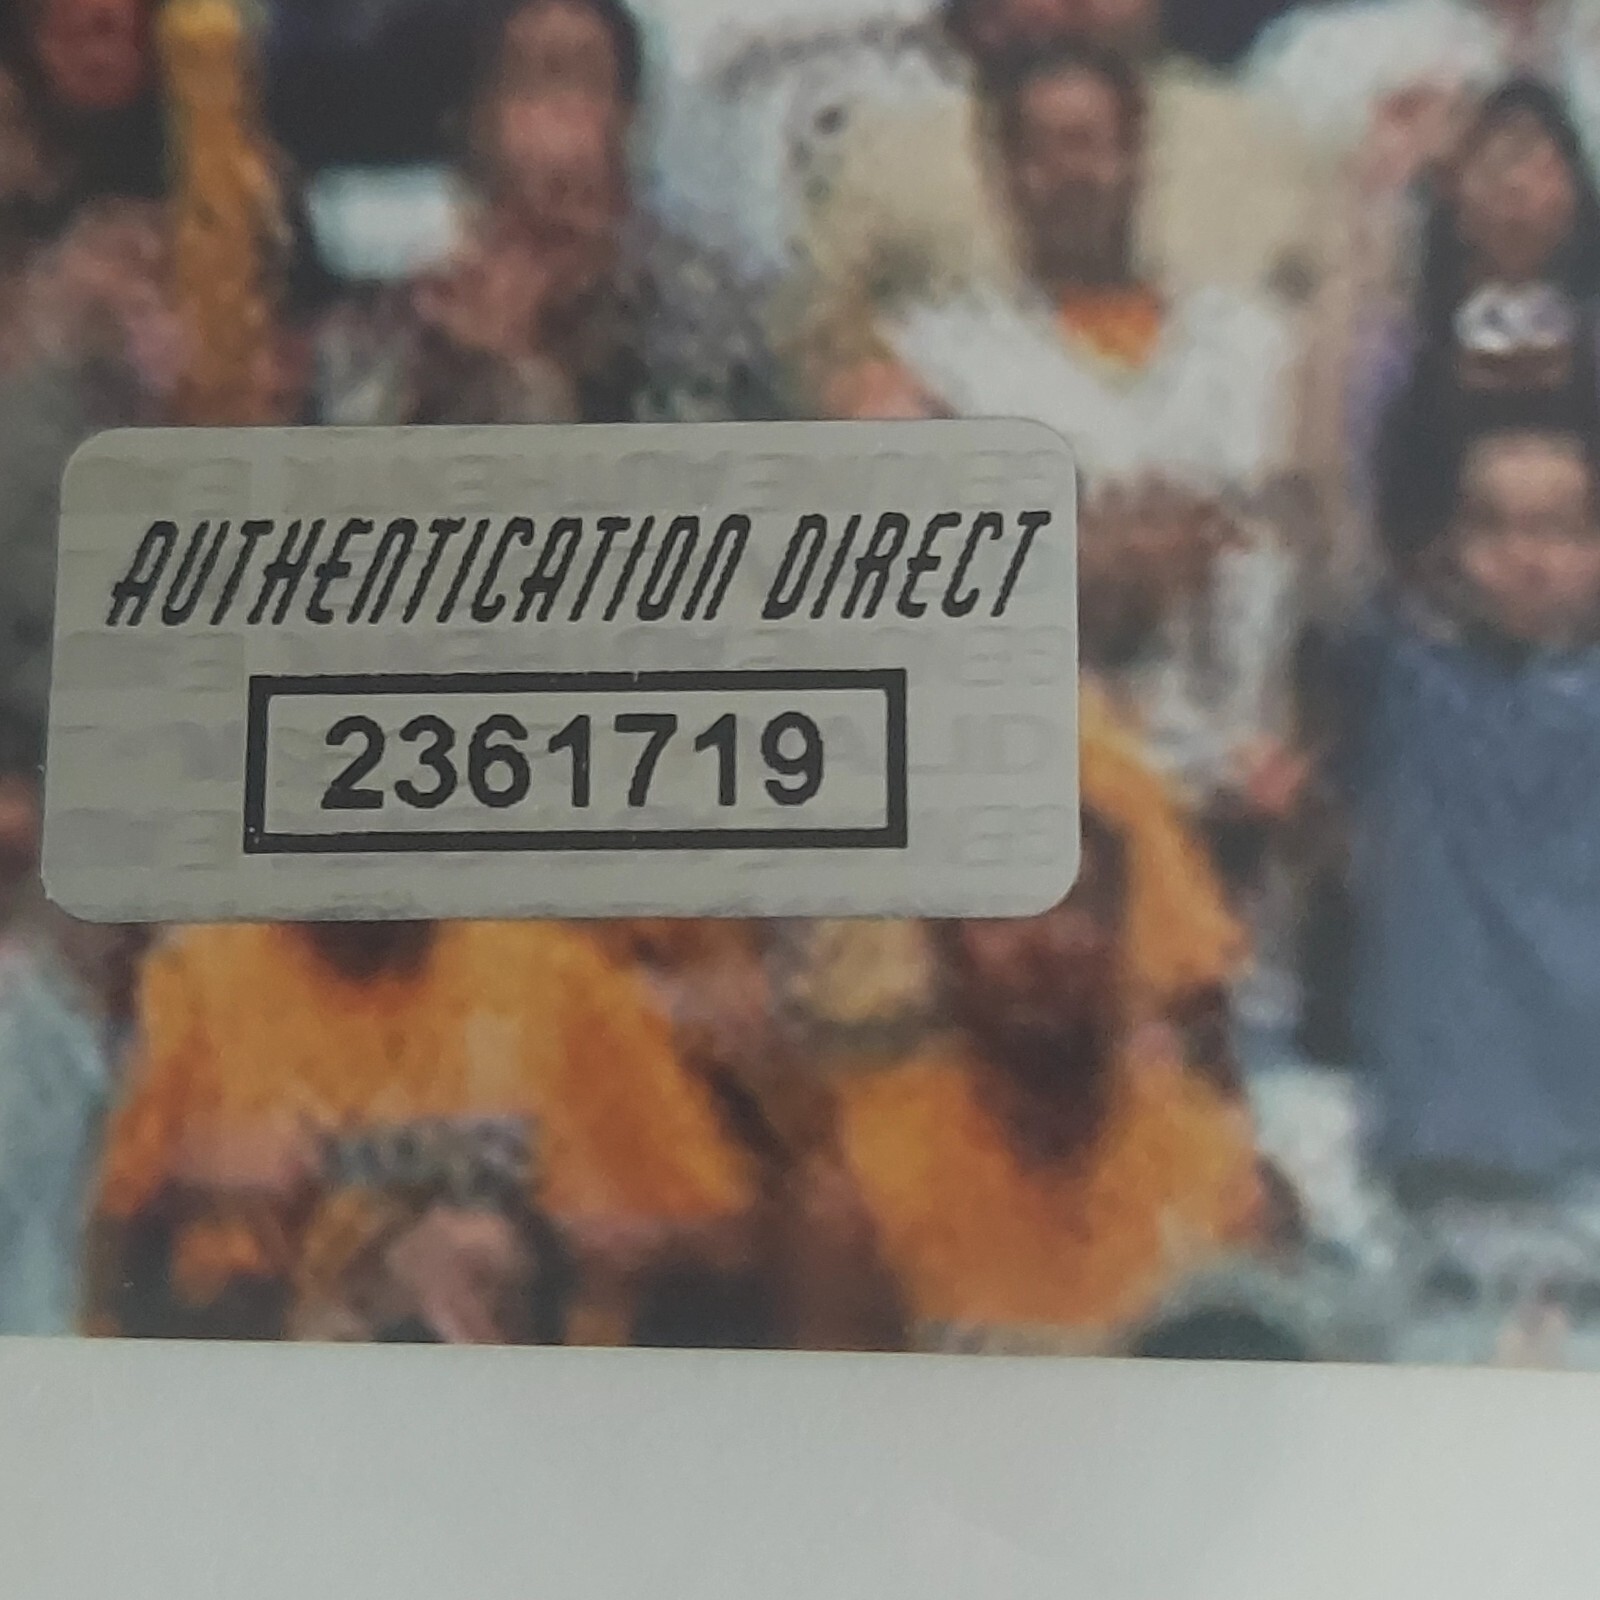 AUTHENTICATION DIRECT
2361719